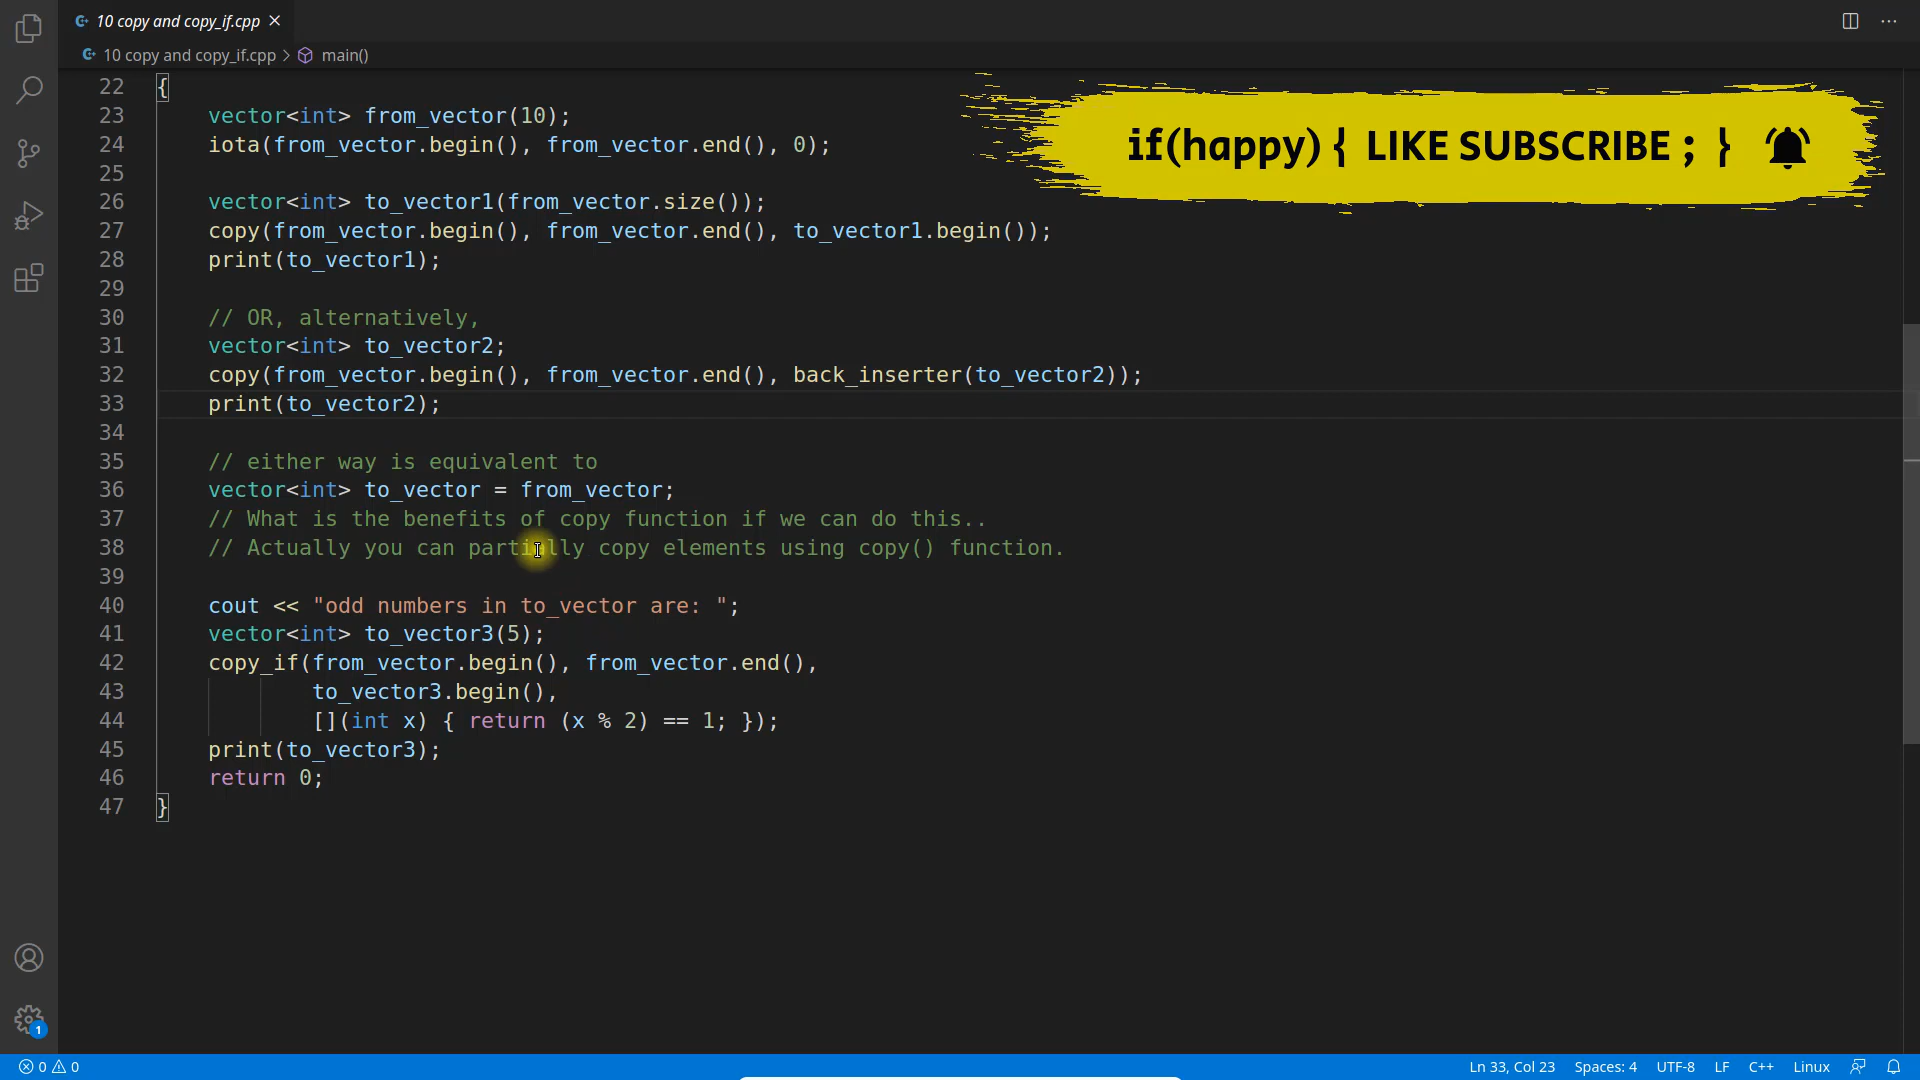 10 copy and copy_if.cpp
10 copy and copy_if.cpp > main()
if(happy) { LIKE SUBSCRIBE ; }
22 {
23     vector<int> from_vector(10);
24     iota(from_vector.begin(), from_vector.end(), 0);
25
26     vector<int> to_vector1(from_vector.size());
27     copy(from_vector.begin(), from_vector.end(), to_vector1.begin());
28     print(to_vector1);
29
30     // OR, alternatively,
31     vector<int> to_vector2;
32     copy(from_vector.begin(), from_vector.end(), back_inserter(to_vector2));
33     print(to_vector2);
34
35     // either way is equivalent to
36     vector<int> to_vector = from_vector;
37     // What is the benefits of copy function if we can do this..
38     // Actually you can partially copy elements using copy() function.
39
40     cout << "odd numbers in to_vector are: ";
41     vector<int> to_vector3(5);
42     copy_if(from_vector.begin(), from_vector.end(),
43             to_vector3.begin(),
44             [](int x) { return (x % 2) == 1; });
45     print(to_vector3);
46     return 0;
47 }
1
0 0 Ln 33, Col 23 Spaces: 4 UTF-8 LF C++ Linux